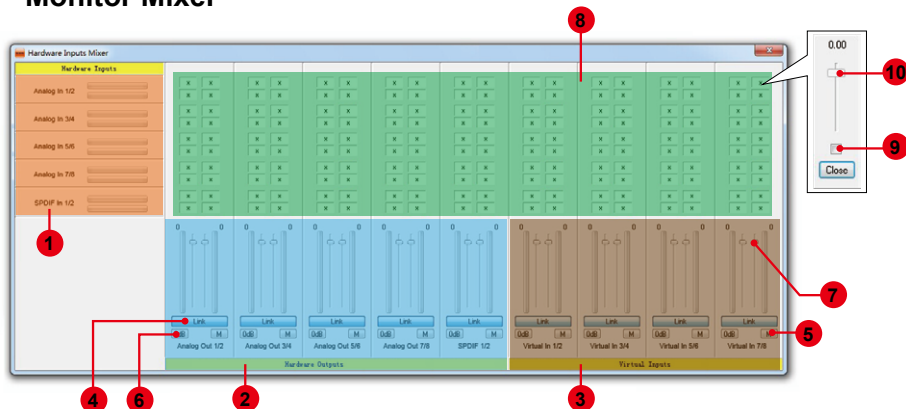 Monitor Mixer
8
Hardware Inputs Mixer
0.00
Hardware Inputs
10
Analog In 1/2
Analog In 3/4
Analog In 5/6
9
Analog In 7/8
Close
SPDIF In 1/2
1
0 0 0 0 0 0 0 0 0 0 0 0 0 0 0 0 0 0
7
4
Link Link Link Link Link Link Link Link Link
6
0dB M 0dB M 0dB M 0dB M 0dB M 0dB M 0dB M 0dB M 0dB M
5
Analog Out 1/2 Analog Out 3/4 Analog Out 5/6 Analog Out 7/8 SPDIF 1/2 Virtual In 1/2 Virtual In 3/4 Virtual In 5/6 Virtual In 7/8
Hardware Outputs Virtual Inputs
4 6 2 3